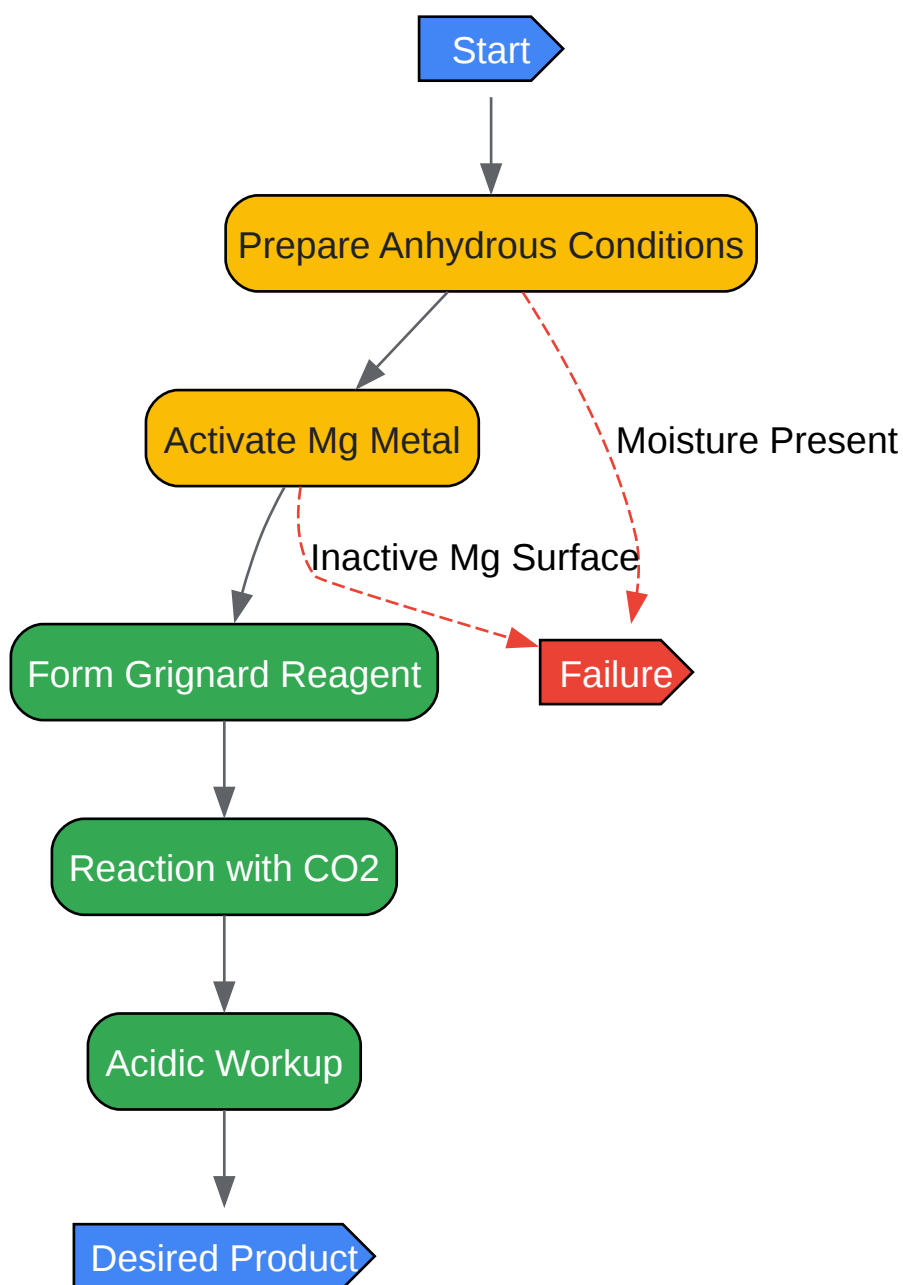 Start
Prepare Anhydrous Conditions
Activate Mg Metal
Moisture Present
Inactive Mg Surface
Form Grignard Reagent
Failure
Reaction with CO2
Acidic Workup
Desired Product